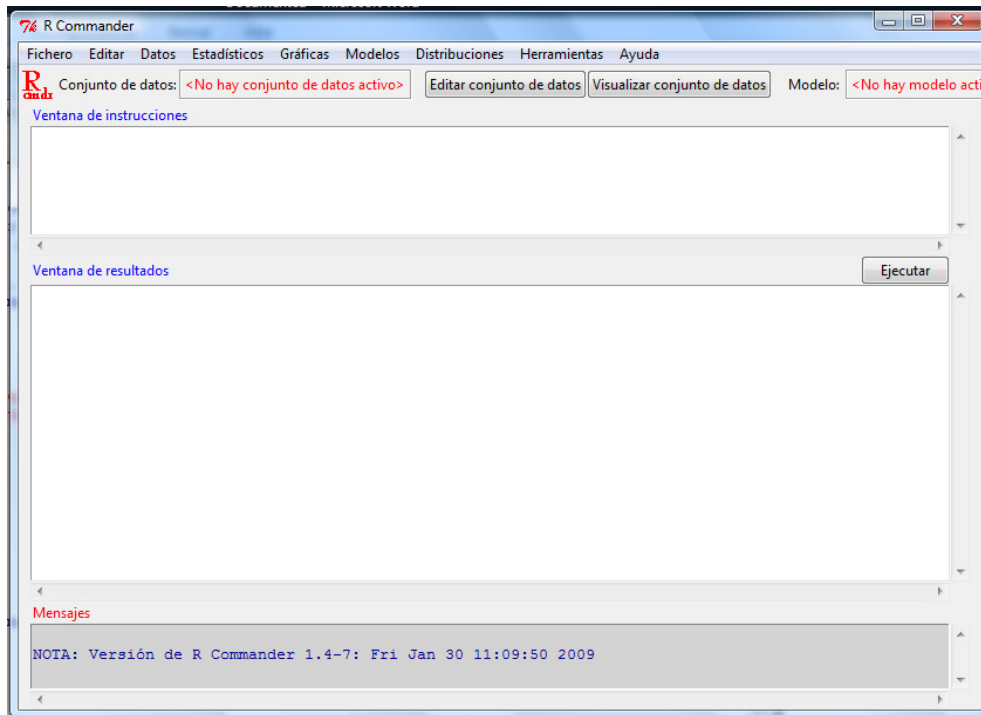 R Commander
Fichero Editar Datos Estadísticos Gráficas Modelos Distribuciones Herramientas Ayuda
R cmdr Conjunto de datos: <No hay conjunto de datos activo> Editar conjunto de datos Visualizar conjunto de datos Modelo: <No hay modelo acti
Ventana de instrucciones
Ventana de resultados Ejecutar
Mensajes
NOTA: Versión de R Commander 1.4-7: Fri Jan 30 11:09:50 2009